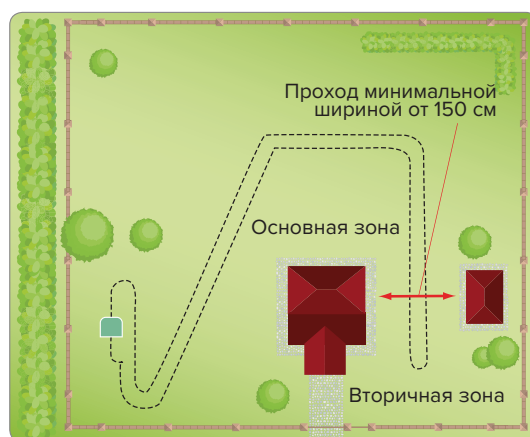 Проход минимальной
шириной от 150 см
Основная зона
Вторичная зона